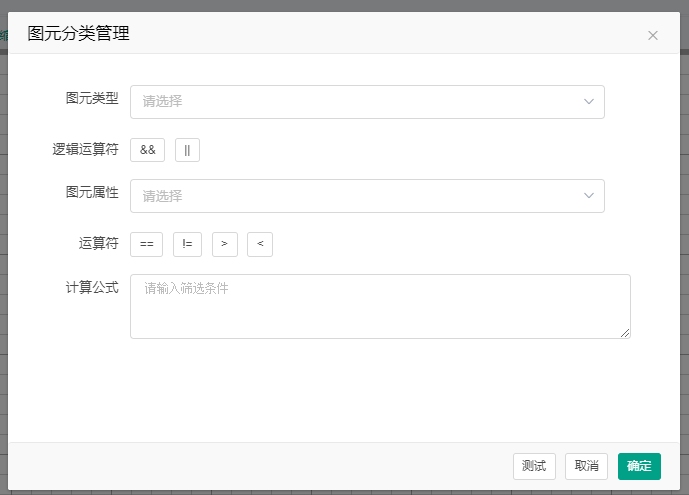 图元分类管理
图元类型 请选择
逻辑运算符 && ||
图元属性 请选择
运算符 == != > <
计算公式 请输入筛选条件
测试 取消 确定